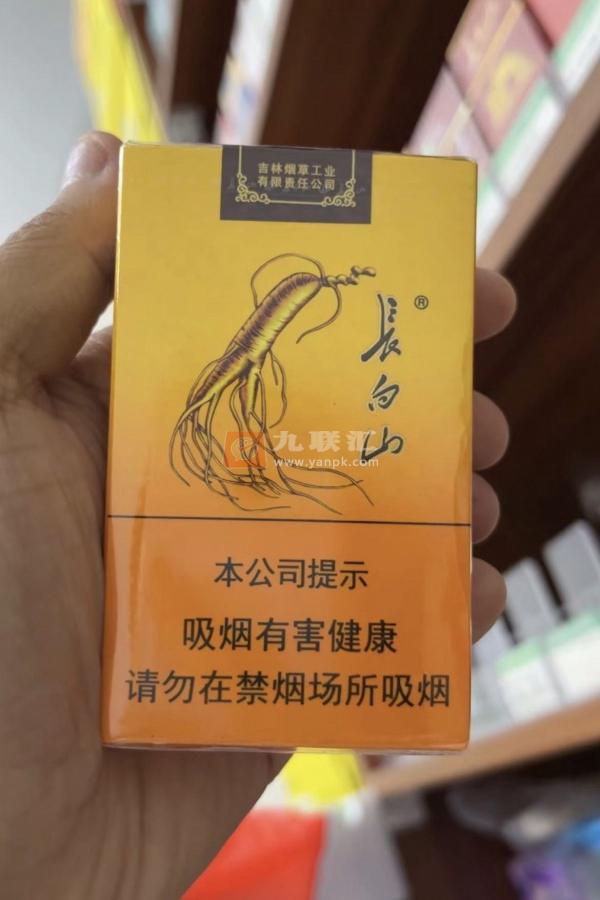 吉林烟草工业
有限责任公司
長白山®
九联汇
www.yanpk.com
本公司提示
吸烟有害健康
请勿在禁烟场所吸烟